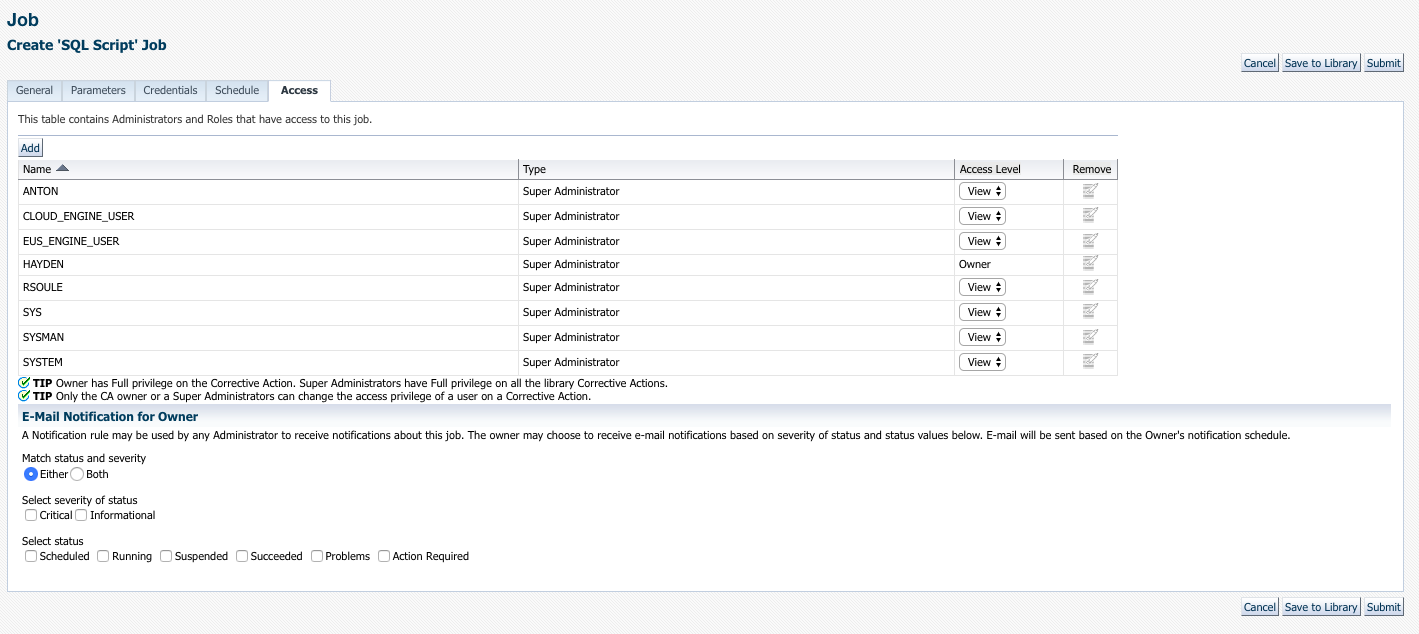 Job
Create 'SQL Script' Job
Cancel Save to Library Submit
General Parameters Credentials Schedule Access
This table contains Administrators and Roles that have access to this job.
Add
Name Type Access Level Remove
ANTON Super Administrator View
CLOUD_ENGINE_USER Super Administrator View
EUS_ENGINE_USER Super Administrator View
HAYDEN Super Administrator Owner
RSOULE Super Administrator View
SYS Super Administrator View
SYSMAN Super Administrator View
SYSTEM Super Administrator View
TIP Owner has Full privilege on the Corrective Action. Super Administrators have Full privilege on all the library Corrective Actions.
TIP Only the CA owner or a Super Administrators can change the access privilege of a user on a Corrective Action.
E-Mail Notification for Owner
A Notification rule may be used by any Administrator to receive notifications about this job. The owner may choose to receive e-mail notifications based on severity of status and status values below. E-mail will be sent based on the Owner's notification schedule.
Match status and severity
Either Both
Select severity of status
Critical Informational
Select status
Scheduled Running Suspended Succeeded Problems Action Required
Cancel Save to Library Submit